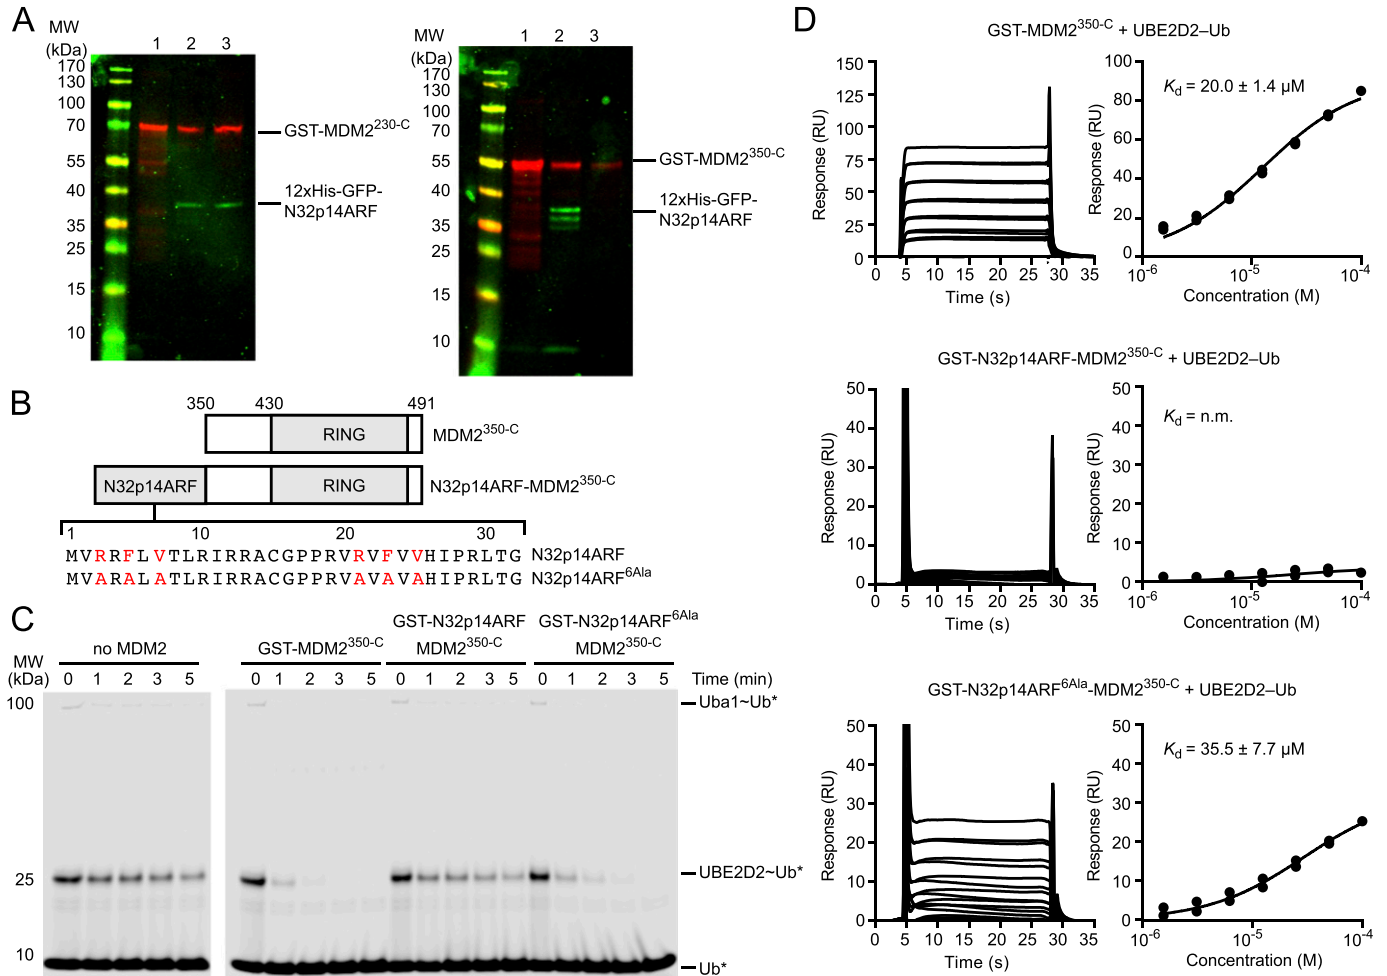 A
MW
(kDa)
1 2 3
170
130
100
70
55
40
35
25
15
10
GST-MDM2230-C
12xHis-GFP-
N32p14ARF
MW
(kDa)
1 2 3
170
130
100
70
55
40
35
25
15
10
GST-MDM2350-C
12xHis-GFP-
N32p14ARF
B
350 430 491
RING
MDM2350-C
N32p14ARF
RING
N32p14ARF-MDM2350-C
1 10 20 30
MVRRFLVTLRIRRACGPPRVRVFVVHIPRLTG N32p14ARF
MVARALATLRIRRACGPPRVAVAVAHIPRLTG N32p14ARF6Ala
C
MW
(kDa)
no MDM2
GST-MDM2350-C
GST-N32p14ARF
MDM2350-C
GST-N32p14ARF6Ala
MDM2350-C
0 1 2 3 5 0 1 2 3 5 0 1 2 3 5 0 1 2 3 5 Time (min)
100
25
10
Uba1~Ub*
UBE2D2~Ub*
Ub*
D
GST-MDM2350-C + UBE2D2–Ub
Response (RU)
150
125
100
75
50
25
0
0 5 10 15 20 25 30 35
Time (s)
Response (RU)
100
80
60
40
20
0
Kd = 20.0 ± 1.4 µM
10-6 10-5 10-4
Concentration (M)
GST-N32p14ARF-MDM2350-C + UBE2D2–Ub
Response (RU)
50
40
30
20
10
0
0 5 10 15 20 25 30 35
Time (s)
Response (RU)
50
40
30
20
10
0
Kd = n.m.
10-6 10-5 10-4
Concentration (M)
GST-N32p14ARF6Ala-MDM2350-C + UBE2D2–Ub
Response (RU)
50
40
30
20
10
0
0 5 10 15 20 25 30 35
Time (s)
Response (RU)
50
40
30
20
10
0
Kd = 35.5 ± 7.7 µM
10-6 10-5 10-4
Concentration (M)